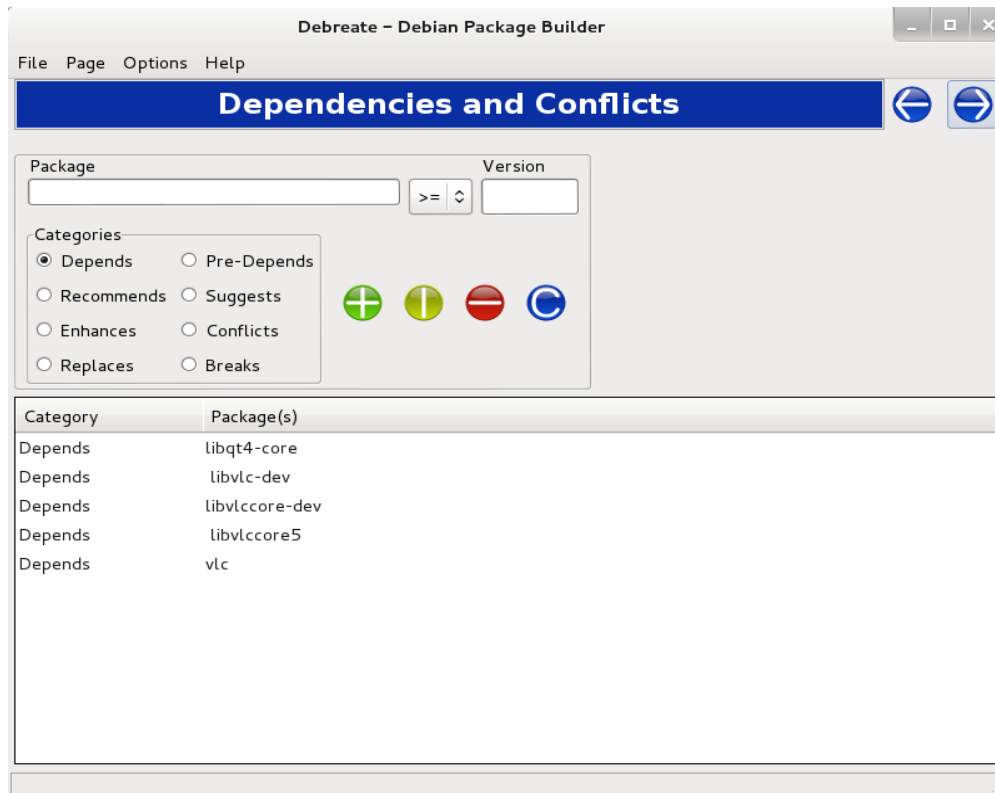 Debreate – Debian Package Builder
File Page Options Help
Dependencies and Conflicts
Package Version
>=
Categories
Depends Pre-Depends
Recommends Suggests
Enhances Conflicts
Replaces Breaks
Category Package(s)
Depends libqt4-core
Depends libvlc-dev
Depends libvlccore-dev
Depends libvlccore5
Depends vlc